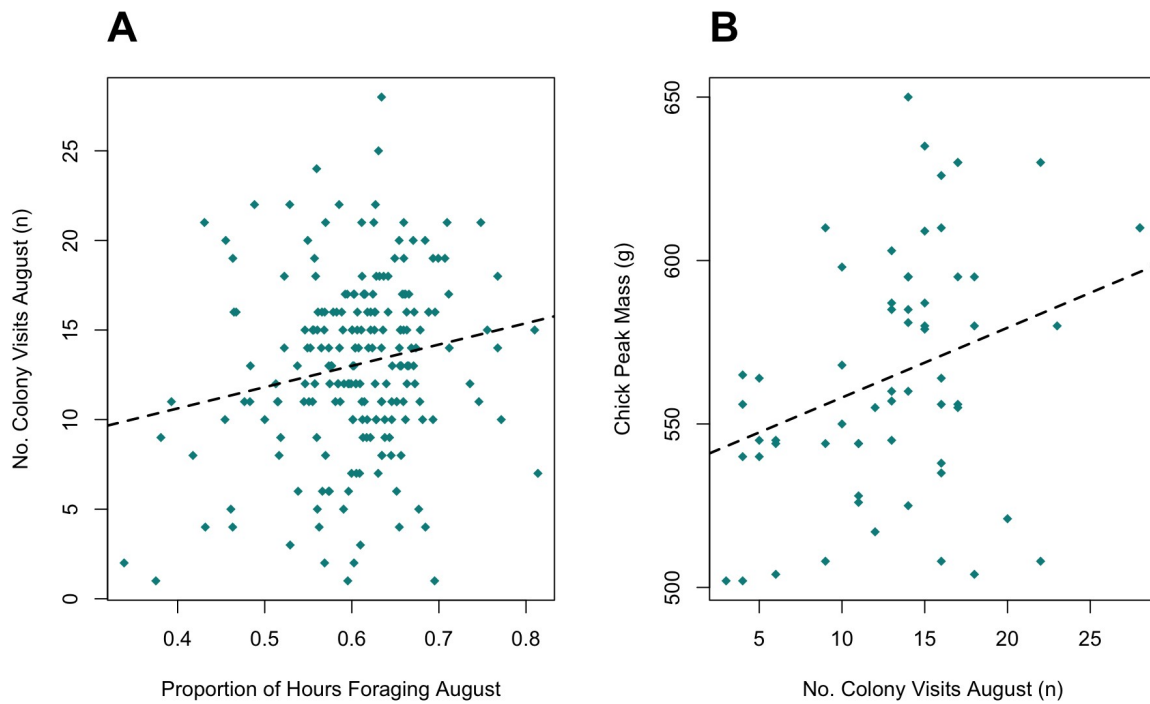 A
No. Colony Visits August (n)
25
20
15
10
5
0
0.4 0.5 0.6 0.7 0.8
Proportion of Hours Foraging August
B
Chick Peak Mass (g)
650
600
550
500
5 10 15 20 25
No. Colony Visits August (n)